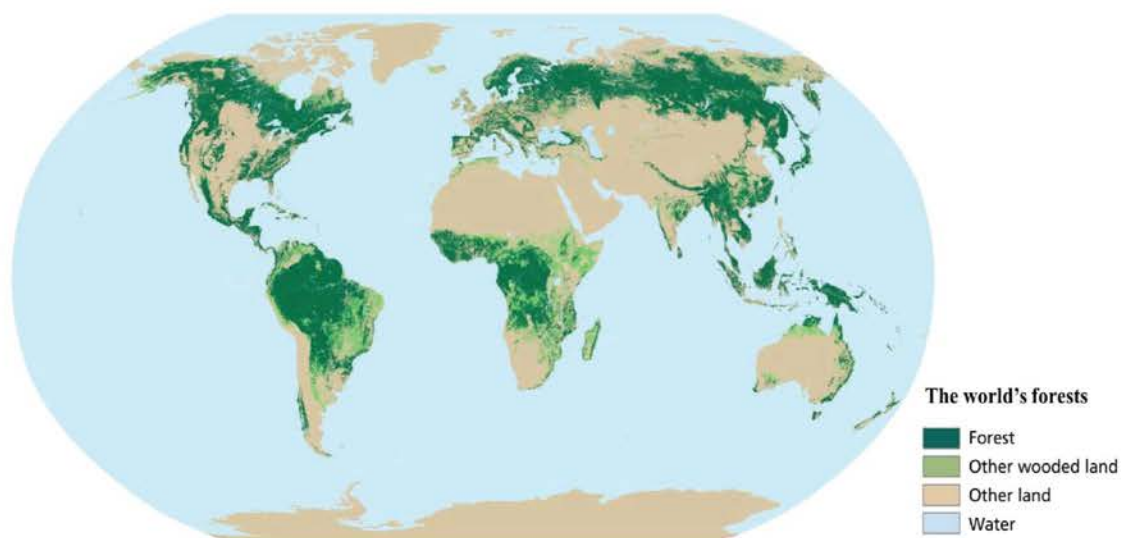 The world's forests
Forest
Other wooded land
Other land
Water